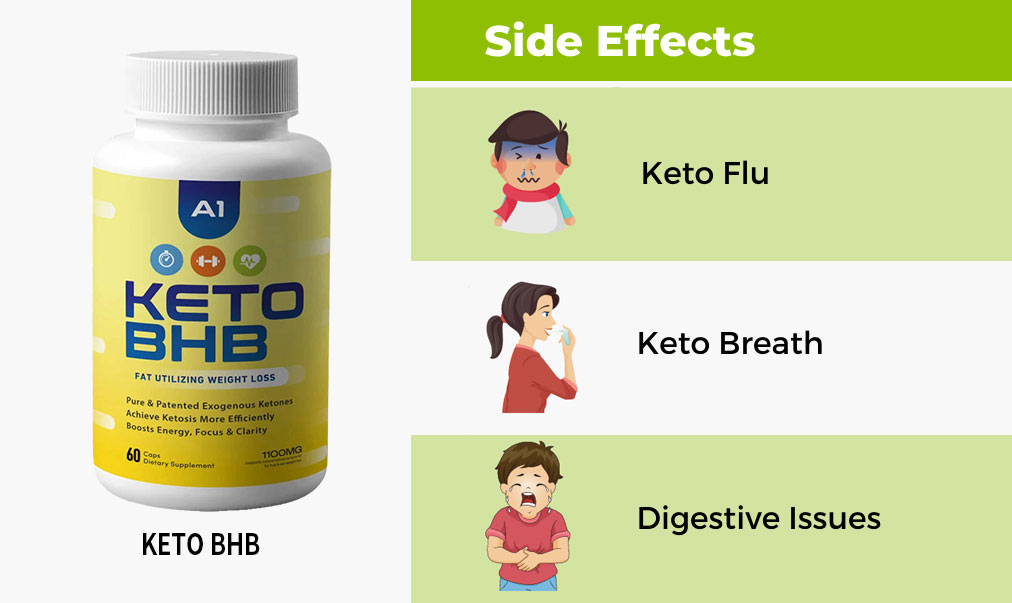 A1
KETO
BHB
FAT UTILIZING WEIGHT LOSS
Pure & Patented Exogenous Ketones
Achieve Ketosis More Efficiently
Boosts Energy, Focus & Clarity
60 Caps
Dietary Supplement
1100MG
KETO BHB
Side Effects
Keto Flu
Keto Breath
Digestive Issues